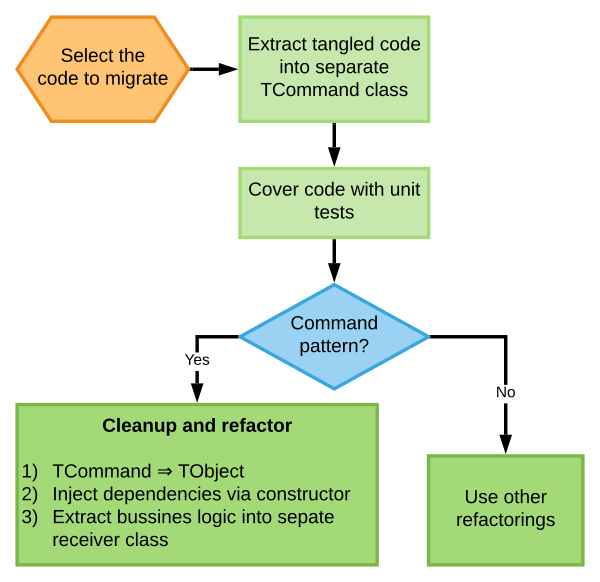 Select the
code to migrate
Extract tangled code
into separate
TCommand class
Cover code with unit
tests
Command
pattern?
Yes
No
Cleanup and refactor
1) TCommand ⇒ TObject
2) Inject dependencies via constructor
3) Extract bussines logic into sepate
receiver class
Use other
refactorings